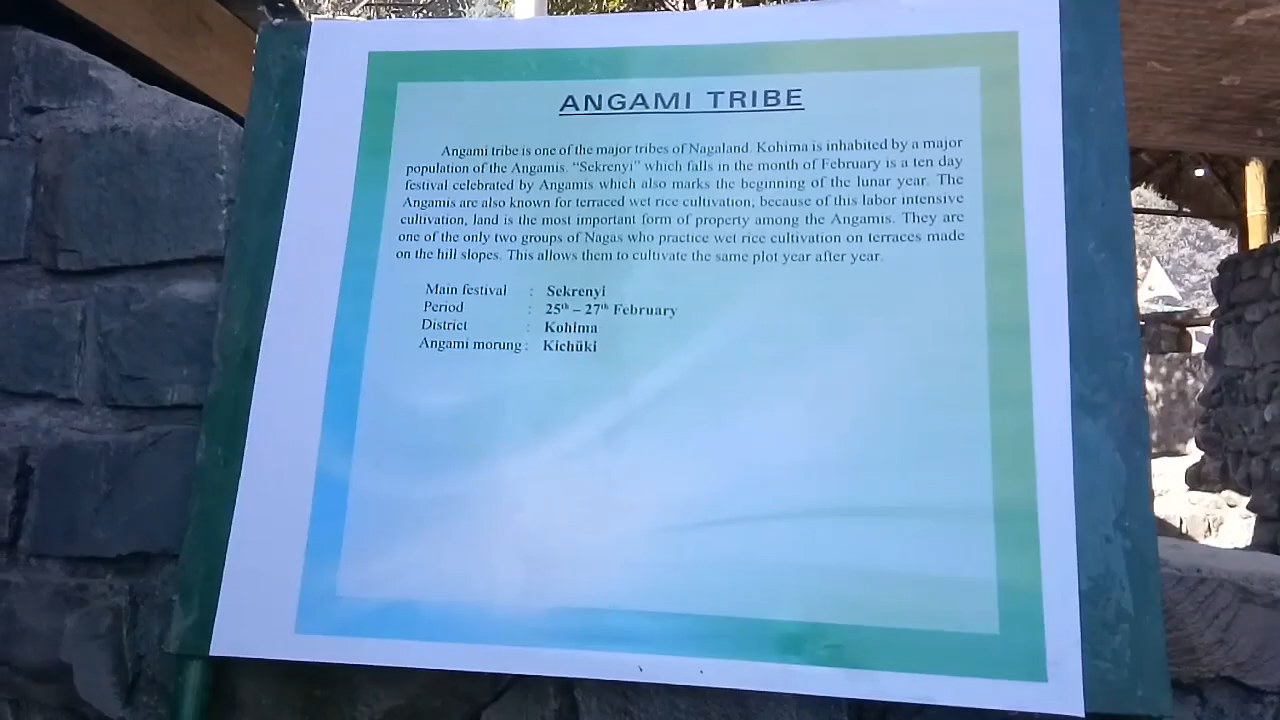 ANGAMI TRIBE
Angami tribe is one of the major tribes of Nagaland. Kohima is inhabited by a major
population of the Angamis. "Sekrenyi" which falls in the month of February is a ten day
festival celebrated by Angamis which also marks the beginning of the lunar year. The
Angamis are also known for terraced wet rice cultivation, because of this labor intensive
cultivation, land is the most important form of property among the Angamis. They are
one of the only two groups of Nagas who practice wet rice cultivation on terraces made
on the hill slopes. This allows them to cultivate the same plot year after year.
Main festival : Sekrenyi
Period : 25th – 27th February
District : Kohima
Angami morung : Kichüki